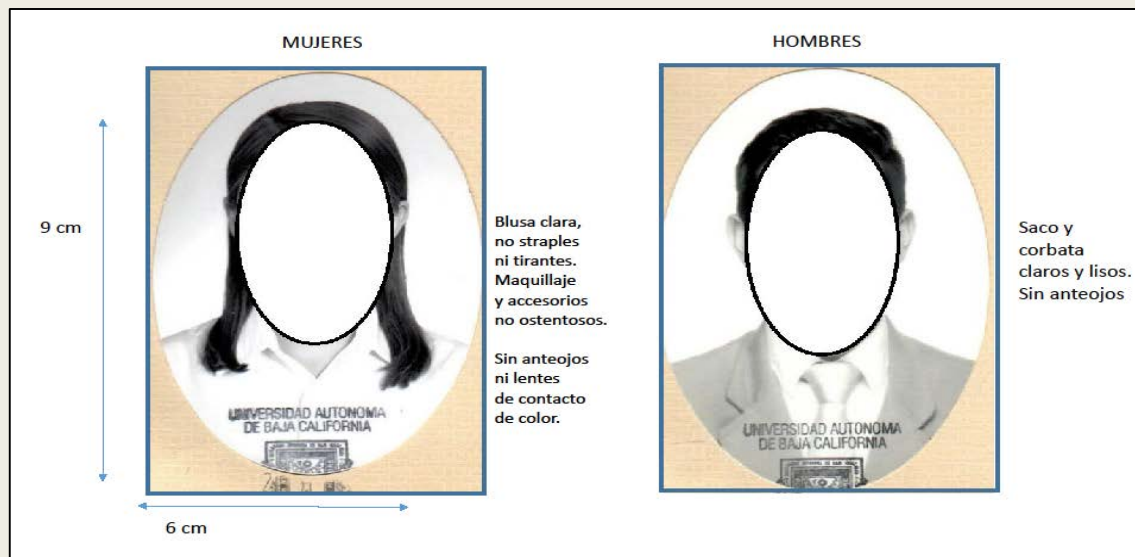 MUJERES
HOMBRES
9 cm
Blusa clara,
no straples
ni tirantes.
Maquillaje
y accesorios
no ostentosos.
Sin anteojos
ni lentes
de contacto
de color.
Saco y
corbata
claros y lisos.
Sin anteojos
UNIVERSIDAD AUTONOMA
DE BAJA CALIFORNIA
UNIVERSIDAD AUTONOMA
DE BAJA CALIFORNIA
6 cm